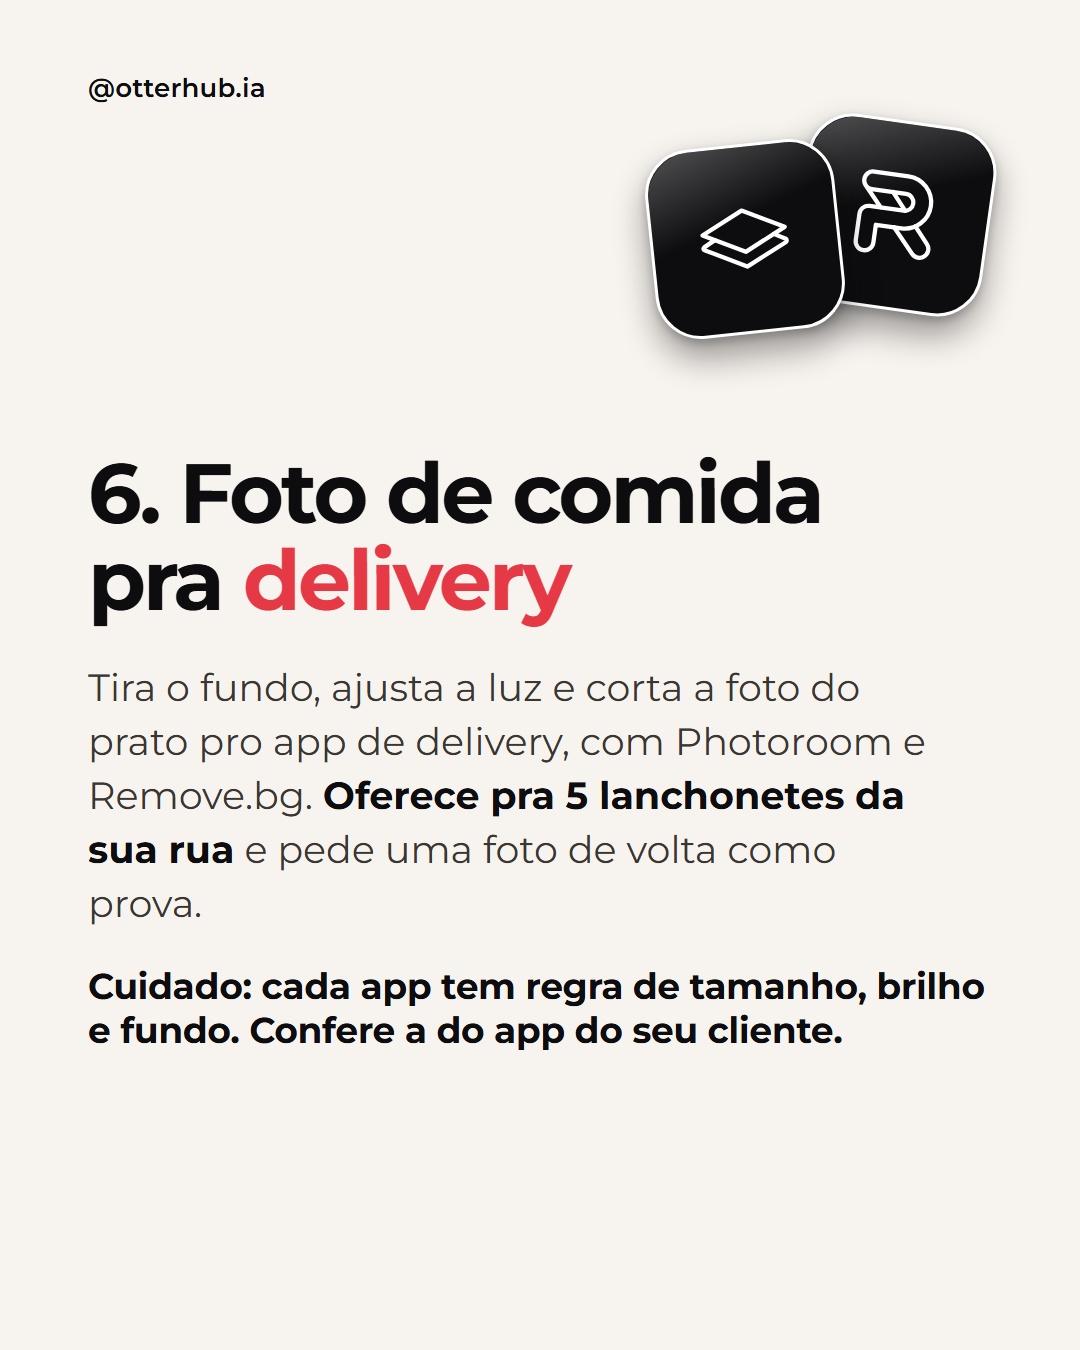 @otterhub.ia
6. Foto de comida
pra delivery
Tira o fundo, ajusta a luz e corta a foto do
prato pro app de delivery, com Photoroom e
Remove.bg. Oferece pra 5 lanchonetes da
sua rua e pede uma foto de volta como
prova.
Cuidado: cada app tem regra de tamanho, brilho
e fundo. Confere a do app do seu cliente.